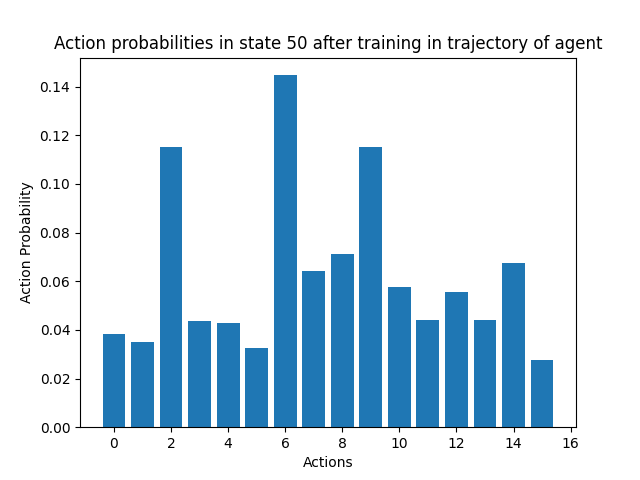 Action probabilities in state 50 after training in trajectory of agent
0.14
0.12
0.10
0.08
0.06
0.04
0.02
0.00
Action Probability
0 2 4 6 8 10 12 14 16
Actions